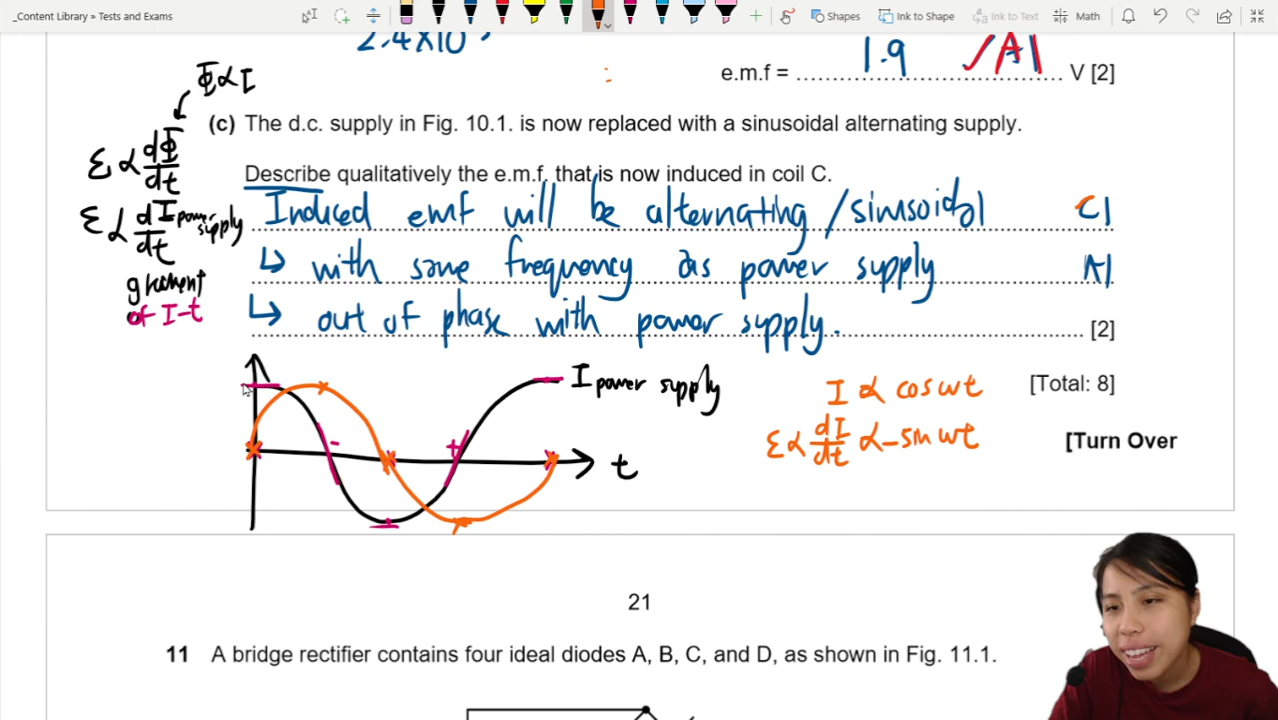 _Content Library » Tests and Exams
Shapes
Ink to Shape
Ink to Text
Math
2.4×10
e.m.f = 1.9 /A1 V [2]
Φ ∝ I
(c) The d.c. supply in Fig. 10.1. is now replaced with a sinusoidal alternating supply.
ε ∝ dΦ/dt
Describe qualitatively the e.m.f. that is now induced in coil C.
ε ∝ dI power supply/dt
Induced emf will be alternating /sinusoidal C1
gradient
↳ with same frequency as power supply A1
of I-t
↳ out of phase with power supply. [2]
I power supply
I ∝ cosωt
[Total: 8]
- +
t
ε ∝ dI/dt ∝ -sin ωt
[Turn Over
21
11 A bridge rectifier contains four ideal diodes A, B, C, and D, as shown in Fig. 11.1.